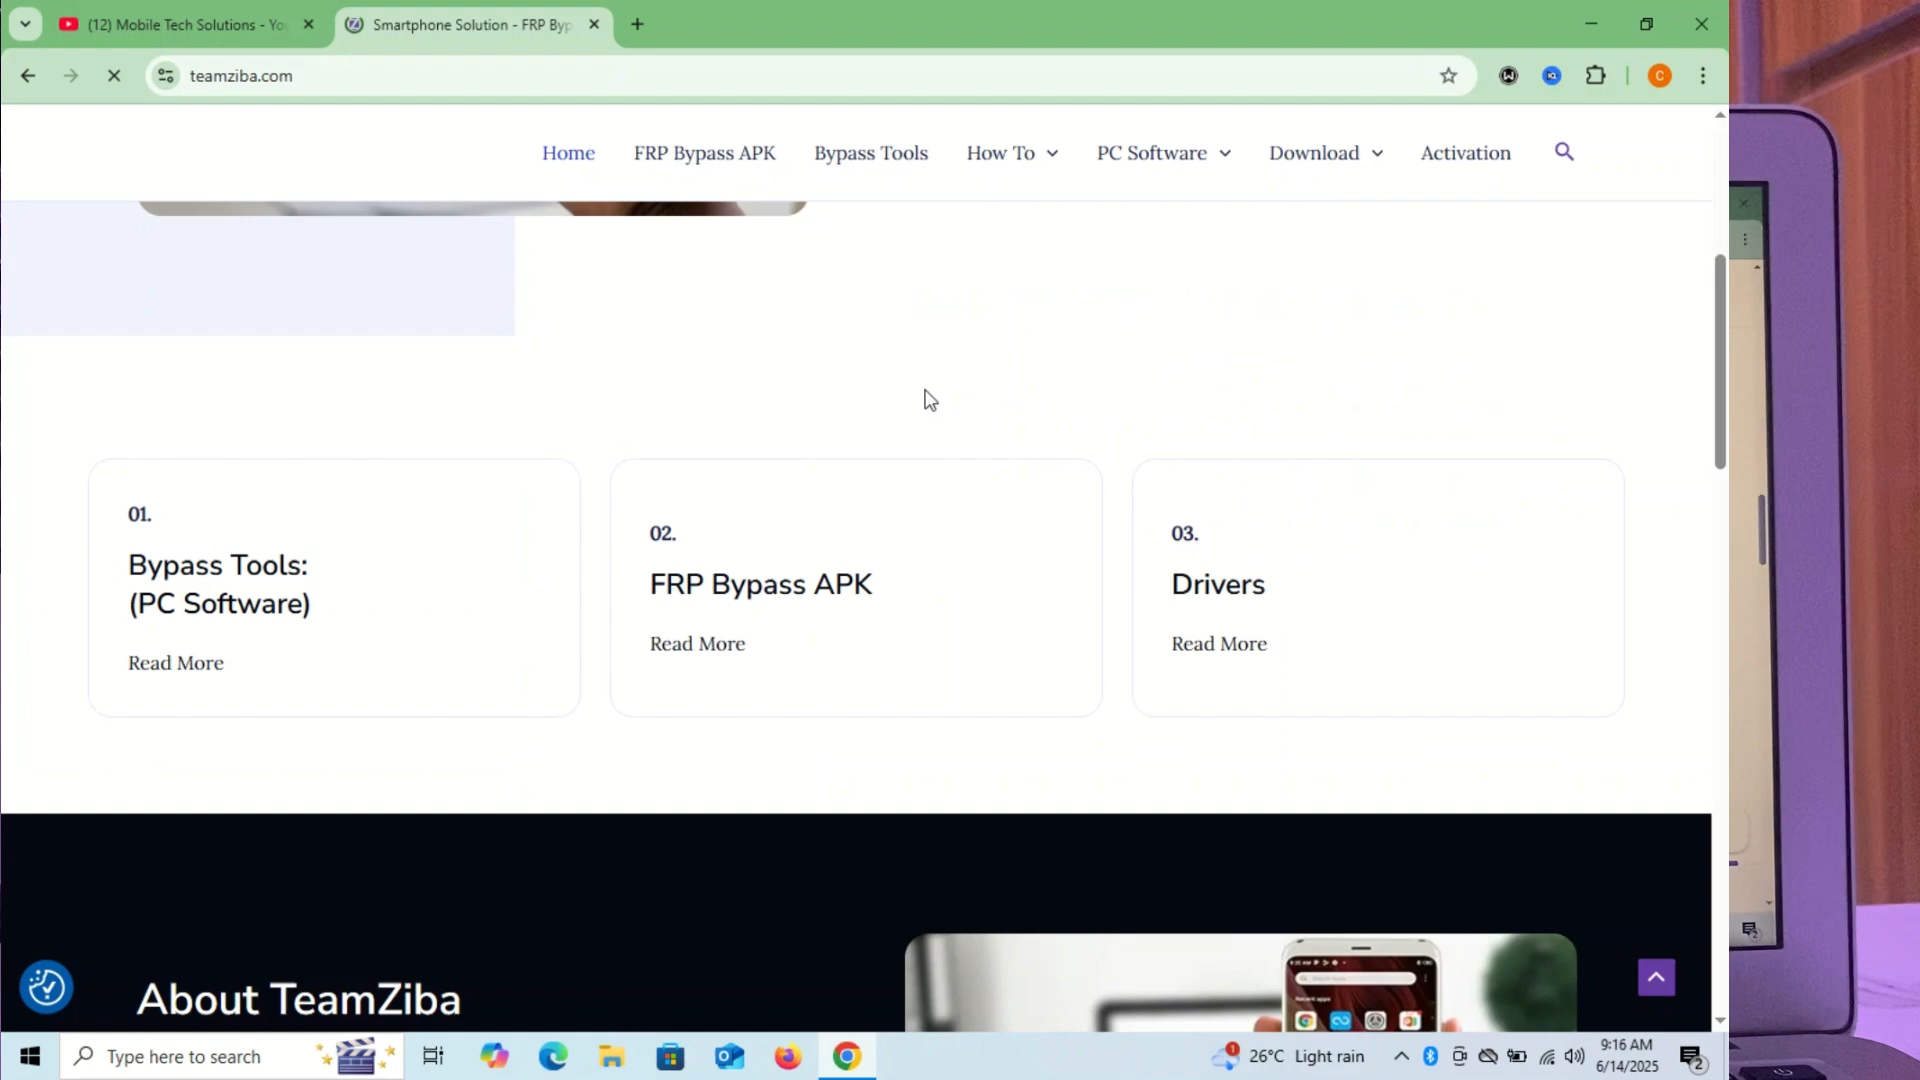 (12) Mobile Tech Solutions - Yo
Smartphone Solution - FRP Byp
teamziba.com
C
Home
FRP Bypass APK
Bypass Tools
How To
PC Software
Download
Activation
01.
Bypass Tools:
(PC Software)
Read More
02.
FRP Bypass APK
Read More
03.
Drivers
Read More
About TeamZiba
Type here to search
1
26°C Light rain
9:16 AM
6/14/2025
2